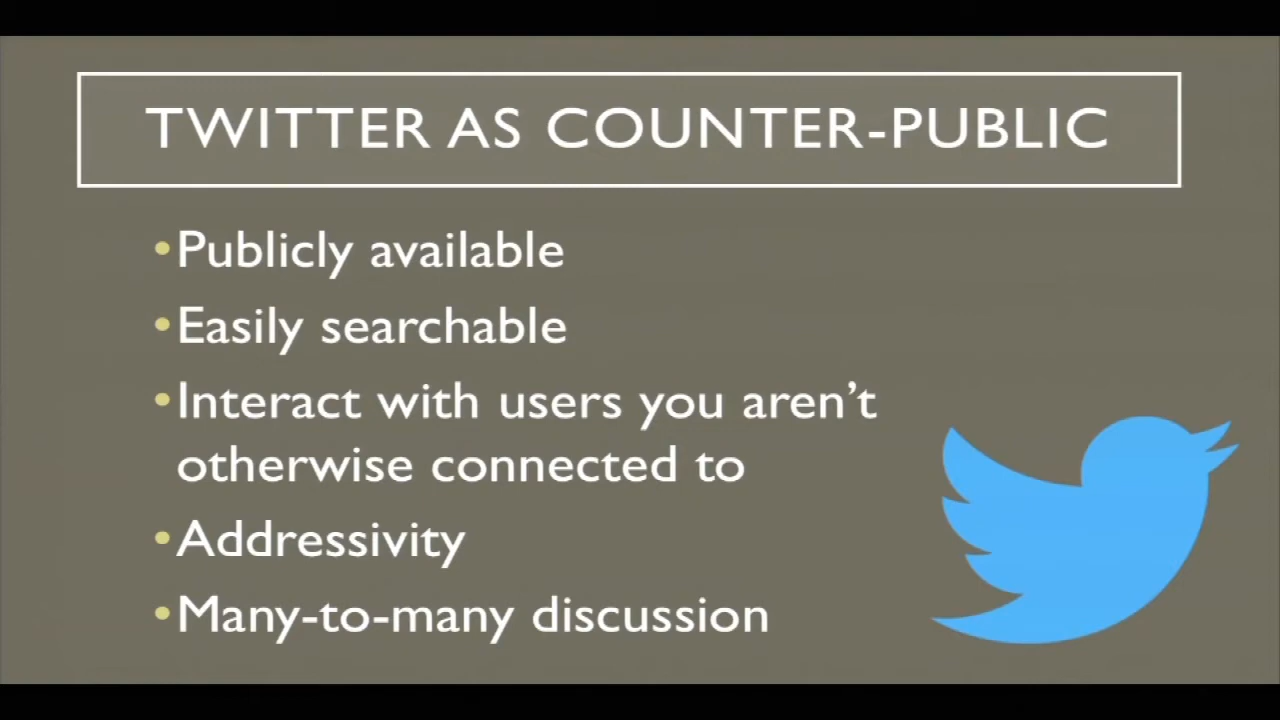 TWITTER AS COUNTER-PUBLIC
•Publicly available
•Easily searchable
•Interact with users you aren’t
otherwise connected to
•Addressivity
•Many-to-many discussion